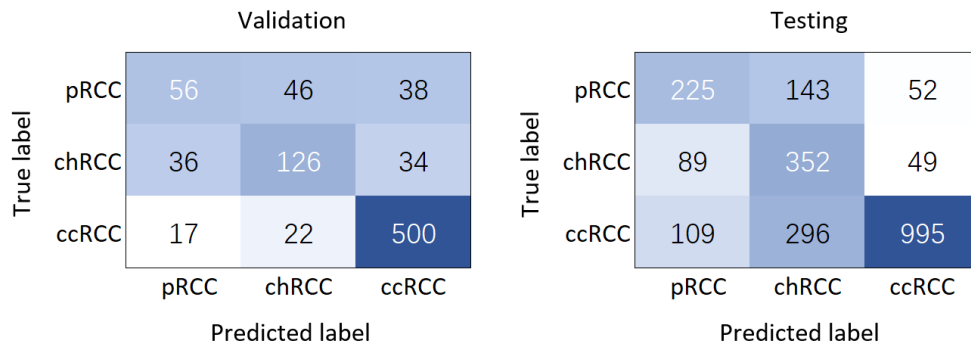 Validation
Testing
True label
pRCC 56 46 38
chRCC 36 126 34
ccRCC 17 22 500
pRCC chRCC ccRCC
Predicted label
True label
pRCC 225 143 52
chRCC 89 352 49
ccRCC 109 296 995
pRCC chRCC ccRCC
Predicted label